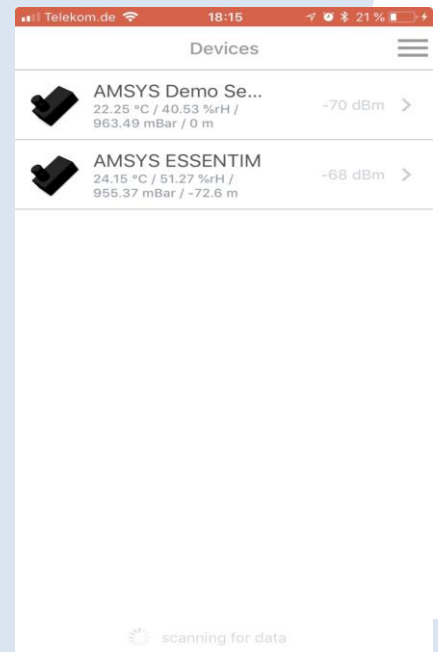 Telekom.de 18:15 21 %
Devices
AMSYS Demo Se...
22.25 °C / 40.53 %rH /
963.49 mBar / 0 m
-70 dBm
AMSYS ESSENTIM
24.15 °C / 51.27 %rH /
955.37 mBar / -72.6 m
-68 dBm
scanning for data